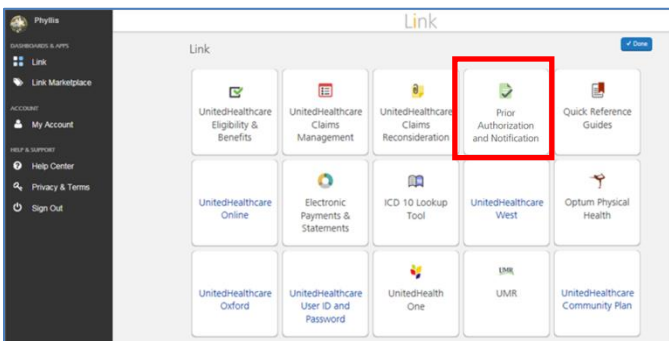 Phyllis
Link
DASHBOARDS & APPS
Link
Link Marketplace
ACCOUNT
My Account
HELP & SUPPORT
Help Center
Privacy & Terms
Sign Out
Link
Done
UnitedHealthcare
Eligibility &
Benefits
UnitedHealthcare
Claims
Management
UnitedHealthcare
Claims
Reconsideration
Prior
Authorization
and Notification
Quick Reference
Guides
UnitedHealthcare
Online
Electronic
Payments &
Statements
ICD 10 Lookup
Tool
UnitedHealthcare
West
Optum Physical
Health
UnitedHealthcare
Oxford
UnitedHealthcare
User ID and
Password
UnitedHealth
One
UMR
UMR
UnitedHealthcare
Community Plan